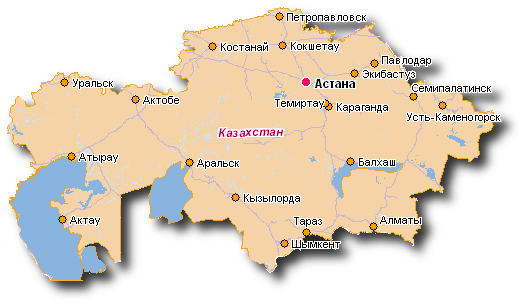 Петропавловск
Костанай
Кокшетау
Павлодар
Экибастуз
Уральск
Астана
Семипалатинск
Актобе
Темиртау
Караганда
Усть-Каменогорск
Казахстан
Атырау
Аральск
Балхаш
Кызылорда
Актау
Тараз
Алматы
Шымкент